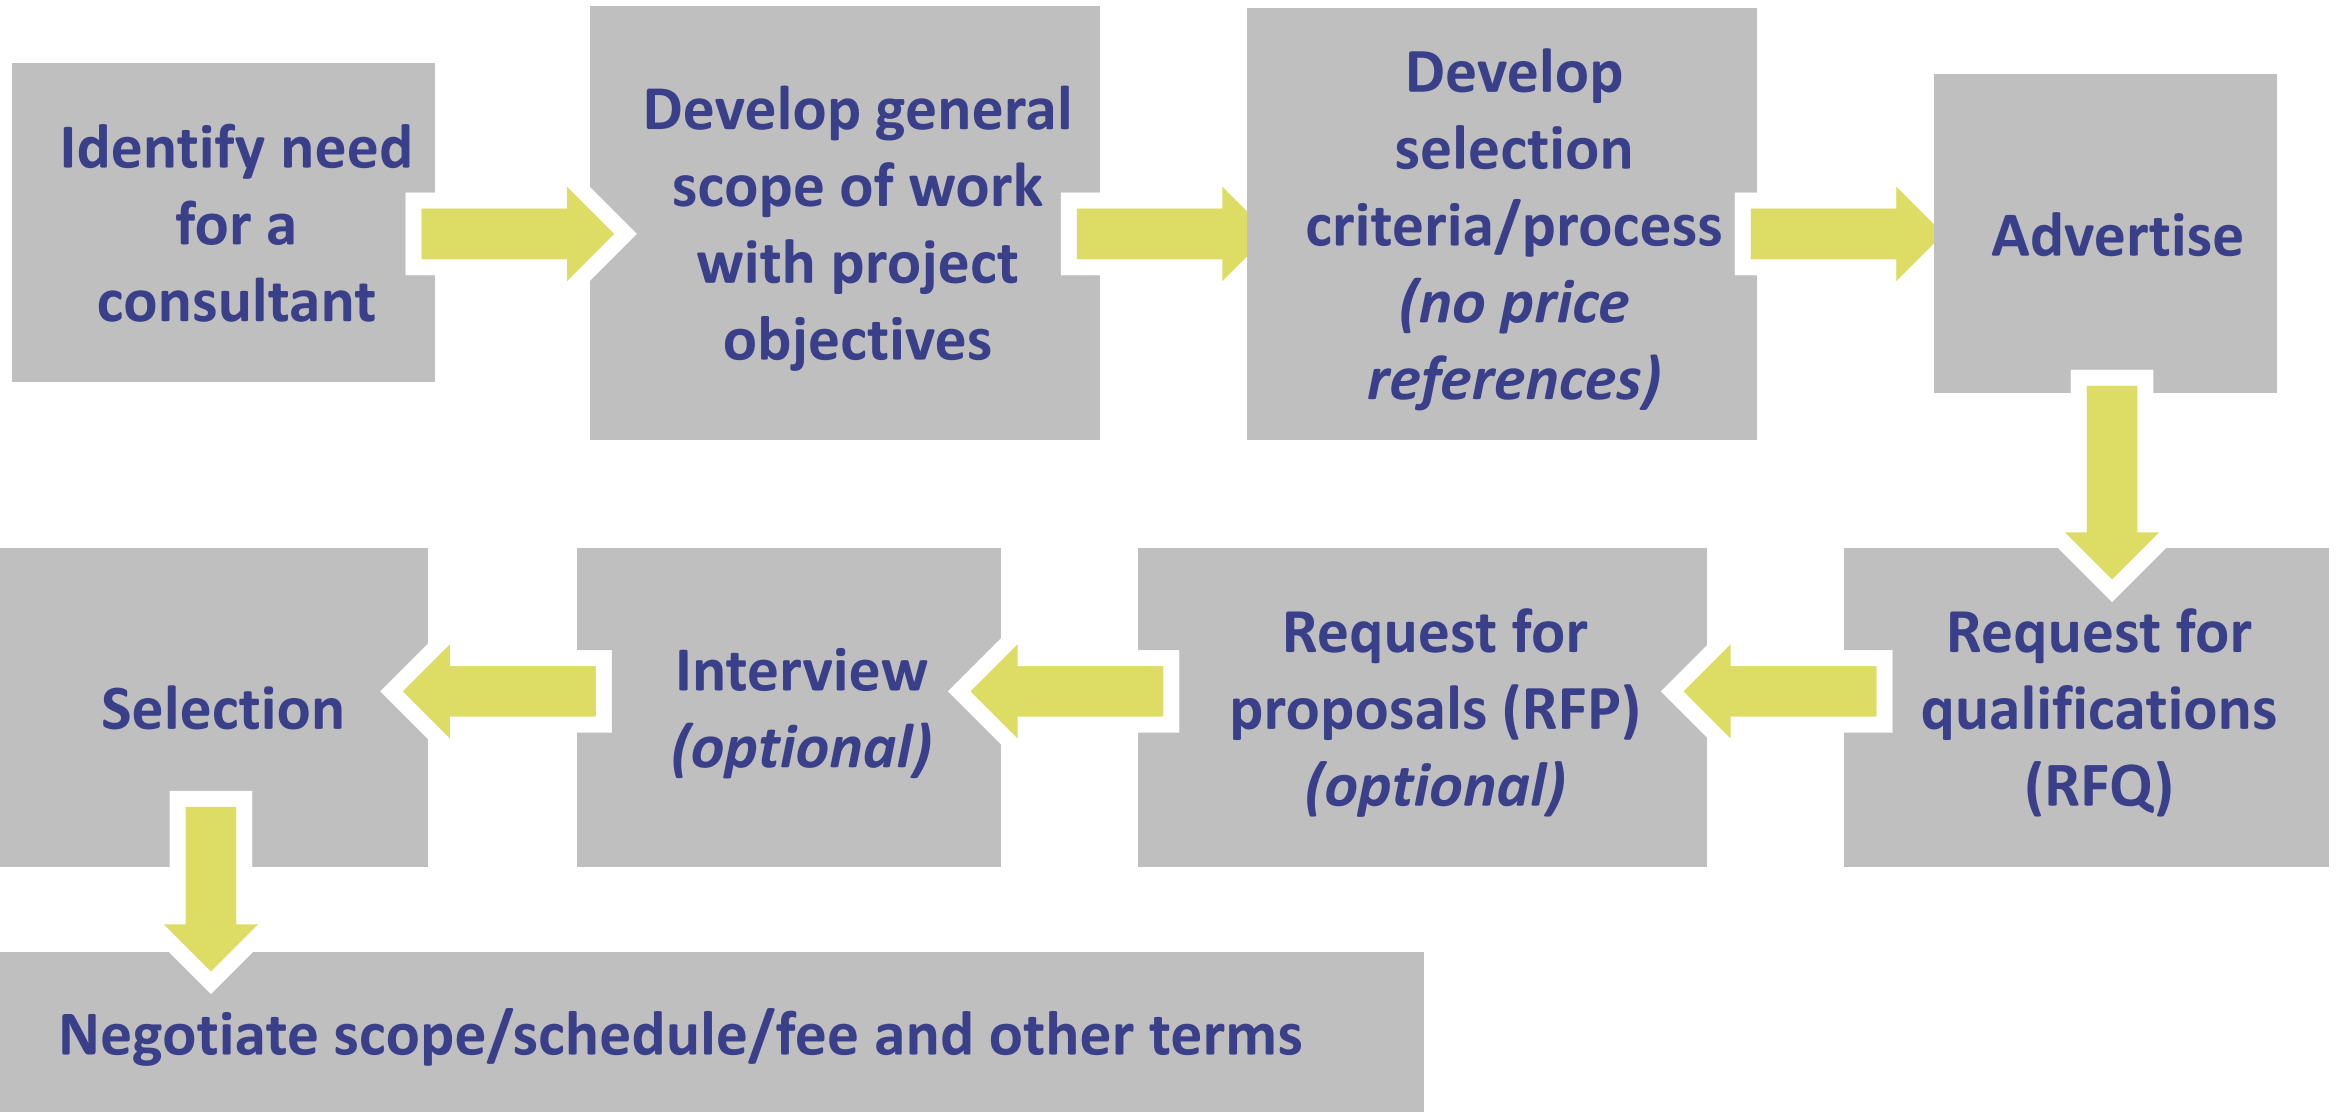 Identify need
for a
consultant
Develop general
scope of work
with project
objectives
Develop
selection
criteria/process
(no price
references)
Advertise
Request for
qualifications
(RFQ)
Request for
proposals (RFP)
(optional)
Interview
(optional)
Selection
Negotiate scope/schedule/fee and other terms